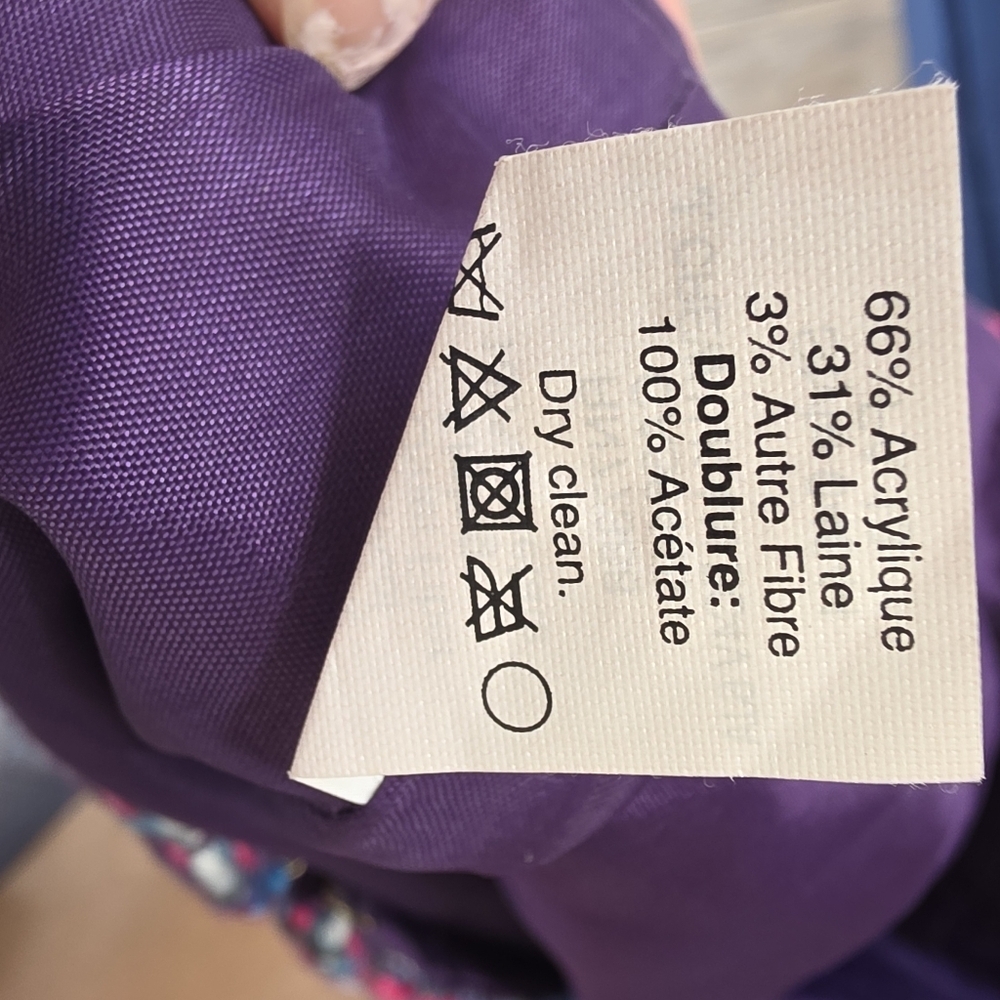 66% Acrylique
31% Laine
3% Autre Fibre
Doublure:
100% Acétate
Dry clean.